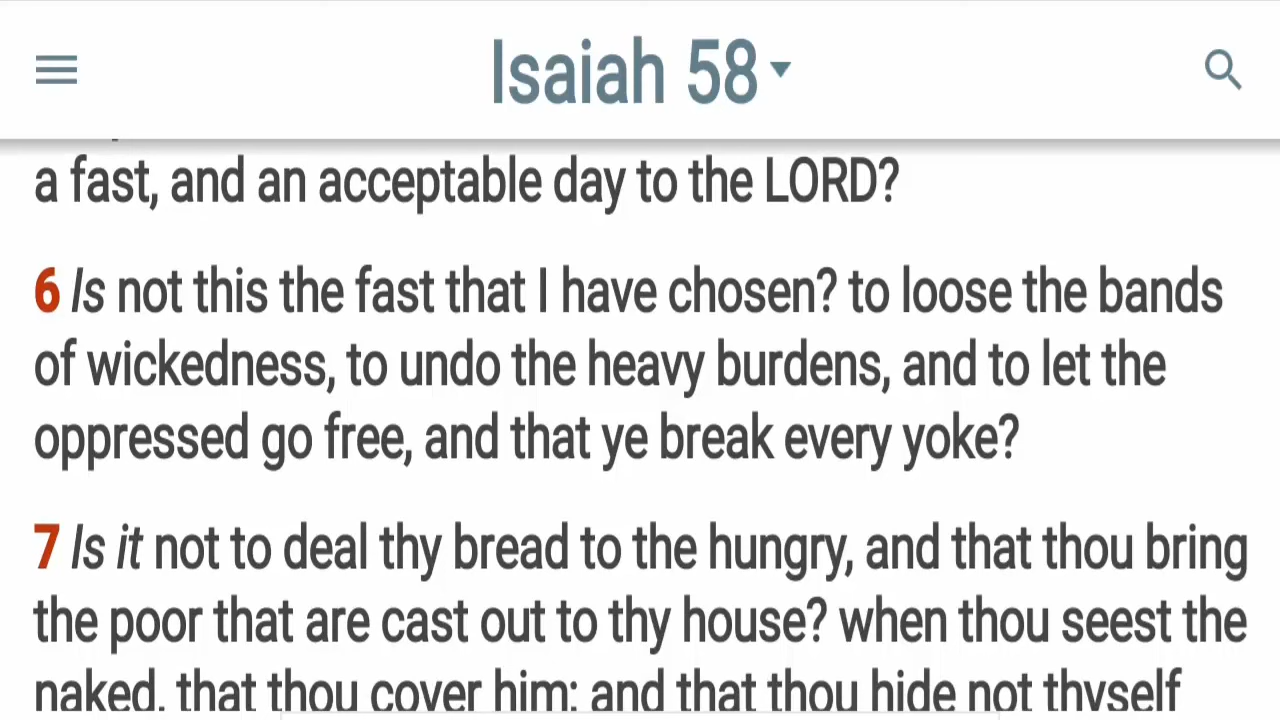 Isaiah 58
a fast, and an acceptable day to the LORD?
6 Is not this the fast that I have chosen? to loose the bands
of wickedness, to undo the heavy burdens, and to let the
oppressed go free, and that ye break every yoke?
7 Is it not to deal thy bread to the hungry, and that thou bring
the poor that are cast out to thy house? when thou seest the
naked, that thou cover him; and that thou hide not thyself